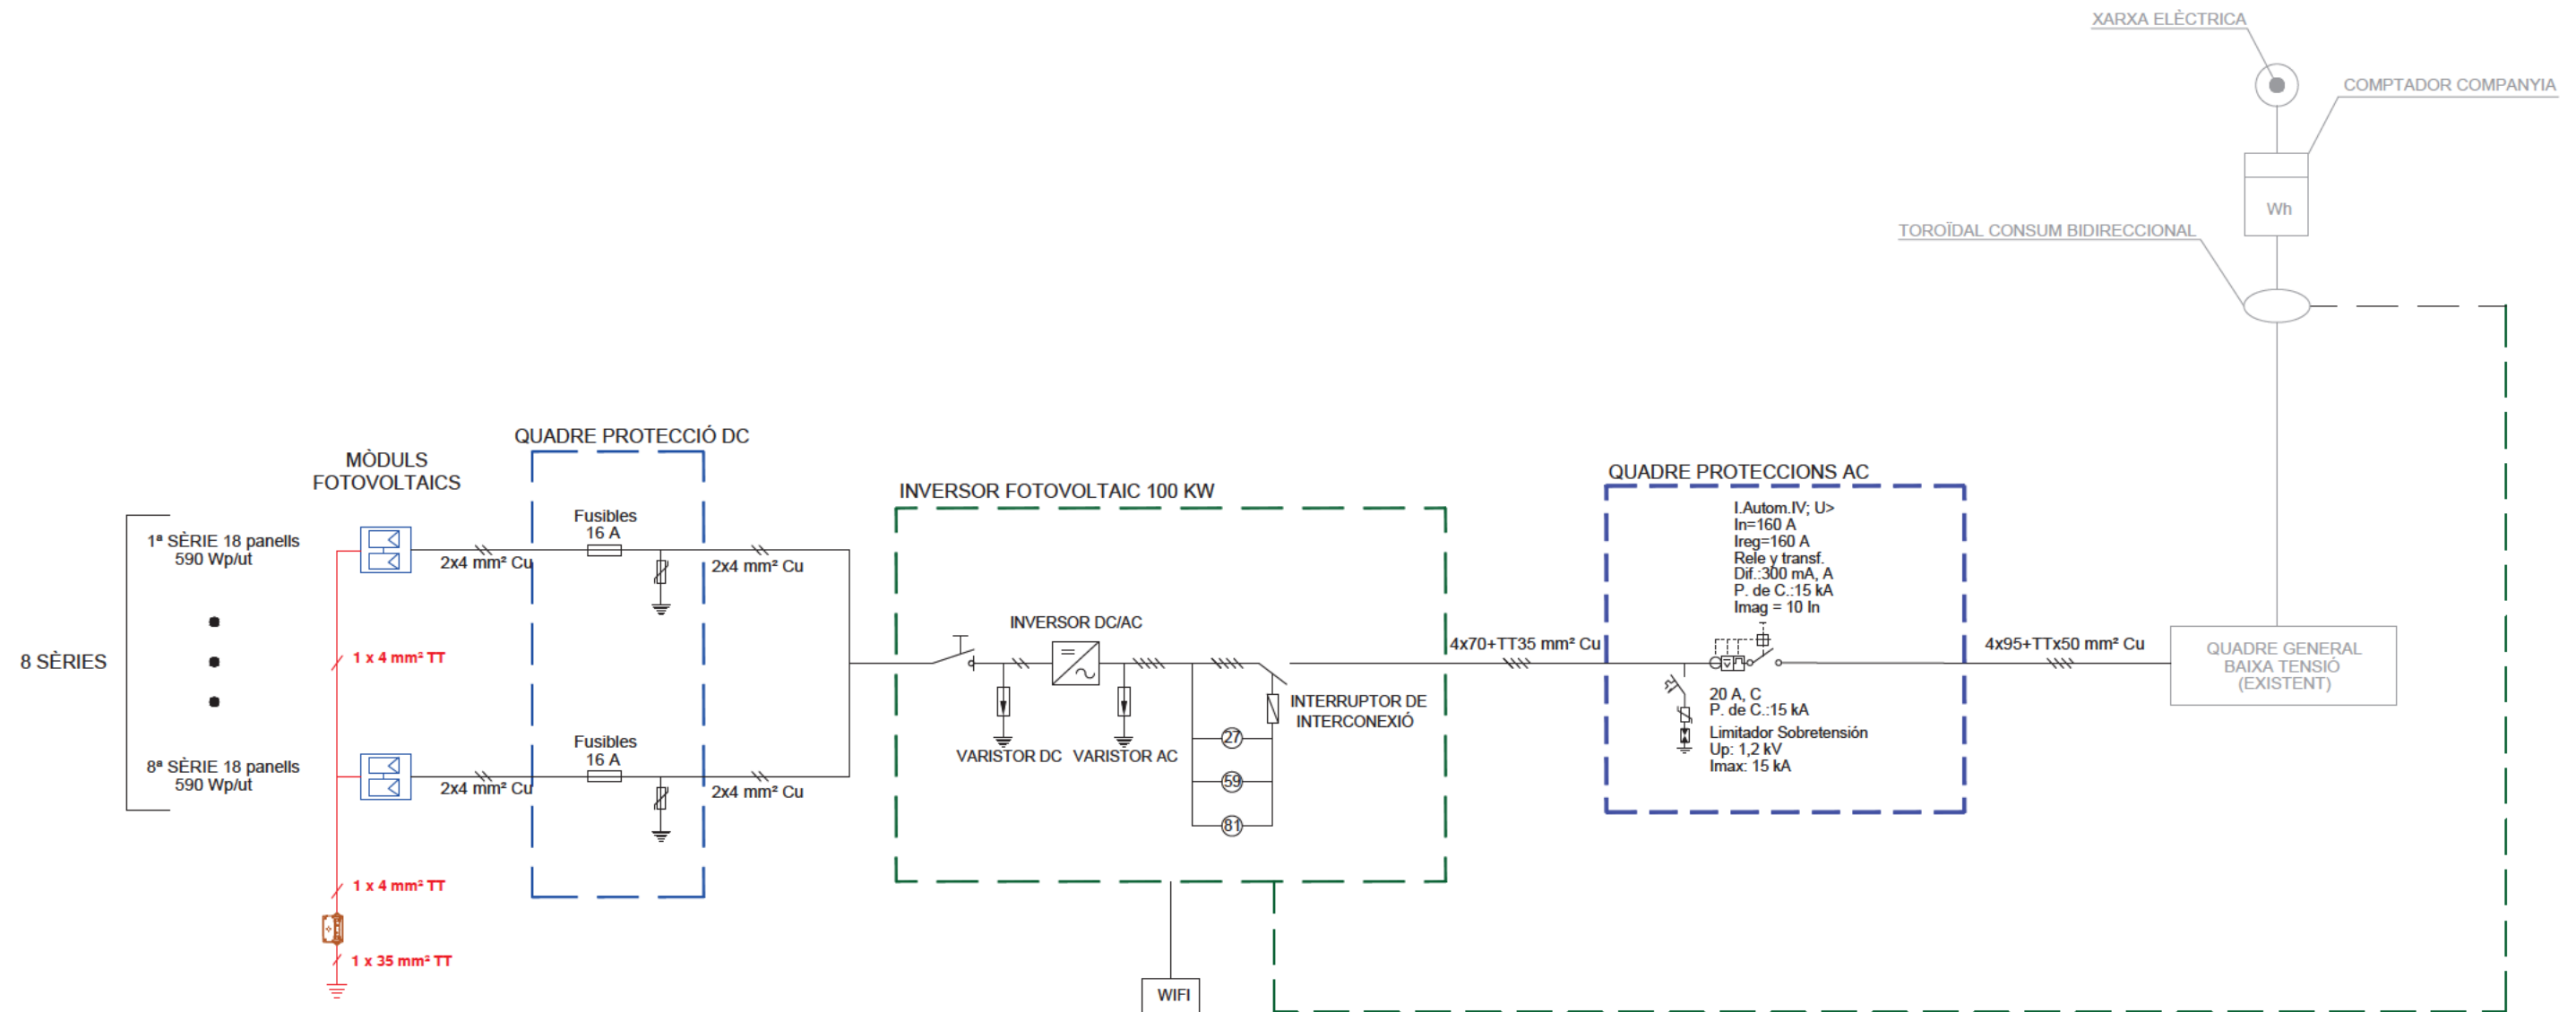 XARXA ELÈCTRICA
COMPTADOR COMPANYIA
Wh
TOROÏDAL CONSUM BIDIRECCIONAL
QUADRE PROTECCIÓ DC
MÒDULS
FOTOVOLTAICS
8 SÈRIES
1ª SÈRIE 18 panells
590 Wp/ut
8ª SÈRIE 18 panells
590 Wp/ut
1 x 4 mm² TT
1 x 4 mm² TT
1 x 35 mm² TT
2x4 mm² Cu
Fusibles
16 A
2x4 mm² Cu
2x4 mm² Cu
Fusibles
16 A
2x4 mm² Cu
INVERSOR FOTOVOLTAIC 100 KW
INVERSOR DC/AC
VARISTOR DC
VARISTOR AC
27
59
81
INTERRUPTOR DE
INTERCONEXIÓ
WIFI
4x70+TT35 mm² Cu
QUADRE PROTECCIONS AC
I.Autom.IV; U>
In=160 A
Ireg=160 A
Rele y transf.
Dif.:300 mA, A
P. de C.:15 kA
Imag = 10 In
20 A, C
P. de C.:15 kA
Limitador Sobretensión
Up: 1,2 kV
Imax: 15 kA
4x95+TTx50 mm² Cu
QUADRE GENERAL
BAIXA TENSIÓ
(EXISTENT)